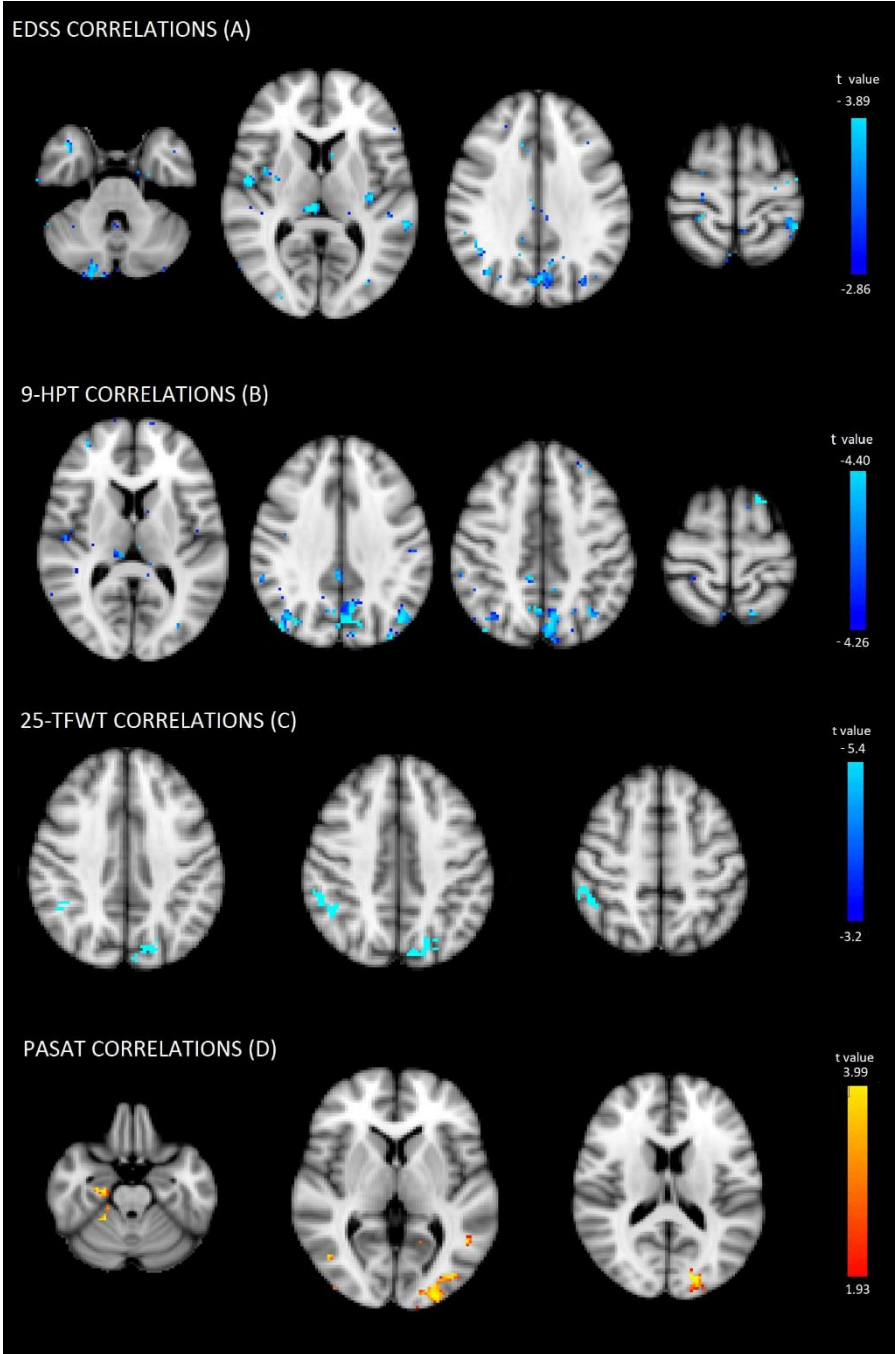 EDSS CORRELATIONS (A)
t value
- 3.89
-2.86
9-HPT CORRELATIONS (B)
t value
-4.40
- 4.26
25-TFWT CORRELATIONS (C)
t value
- 5.4
-3.2
PASAT CORRELATIONS (D)
t value
3.99
1.93